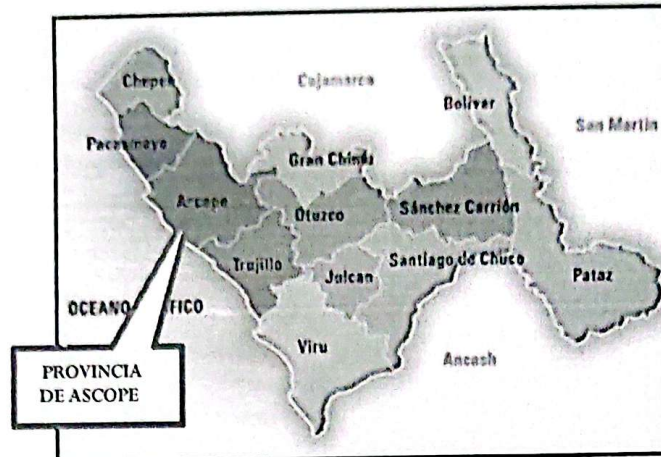 Chepen
Cajamarca
Bolivar
San Martin
Pacasmayo
Gran Chimu
Ascope
Otuzco
Sánchez Carrión
Trujillo
Julcan
Santiago de Chuco
Pataz
OCEANO
FICO
Viru
Ancash
PROVINCIA
DE ASCOPE